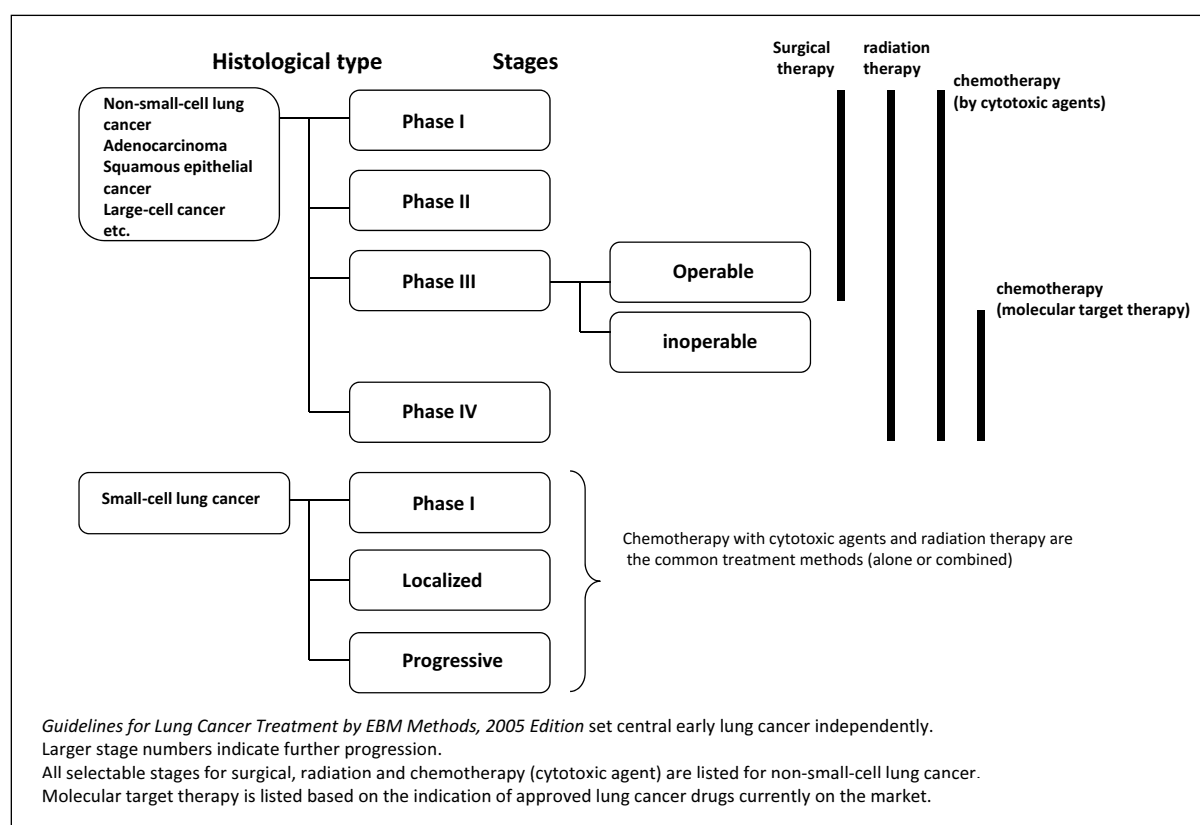 Histological type
Stages
Surgical
therapy
radiation
therapy
chemotherapy
(by cytotoxic agents)
Non-small-cell lung
cancer
Adenocarcinoma
Squamous epithelial
cancer
Large-cell cancer
etc.
Phase I
Phase II
Phase III
Operable
inoperable
chemotherapy
(molecular target therapy)
Phase IV
Small-cell lung cancer
Phase I
Localized
Progressive
Chemotherapy with cytotoxic agents and radiation therapy are
the common treatment methods (alone or combined)
Guidelines for Lung Cancer Treatment by EBM Methods, 2005 Edition set central early lung cancer independently.
Larger stage numbers indicate further progression.
All selectable stages for surgical, radiation and chemotherapy (cytotoxic agent) are listed for non-small-cell lung cancer.
Molecular target therapy is listed based on the indication of approved lung cancer drugs currently on the market.